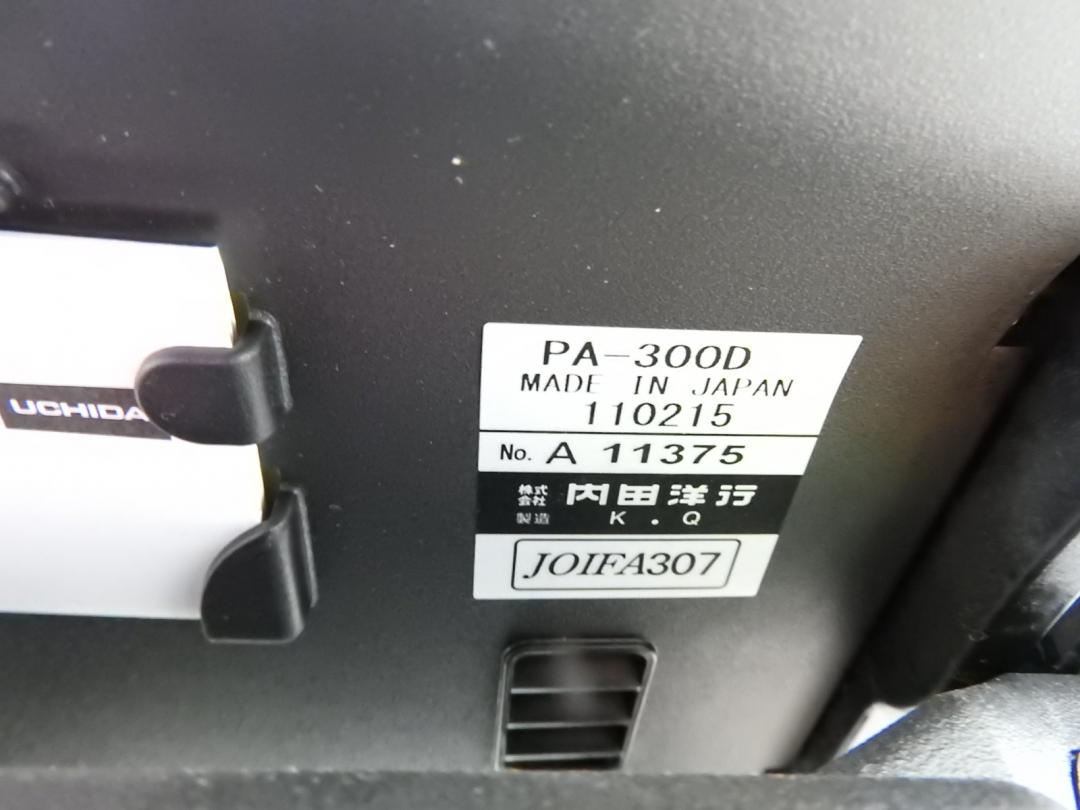 UCHIDA
PA-300D
MADE IN JAPAN
110215
No. A 11375
株式会社 内田洋行
製造 K.Q
JOIFA307